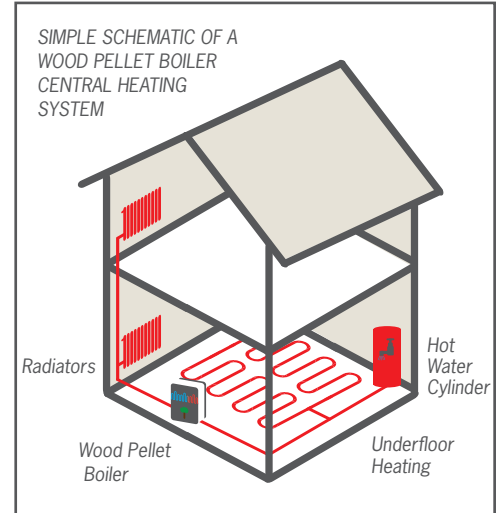 SIMPLE SCHEMATIC OF A
WOOD PELLET BOILER
CENTRAL HEATING
SYSTEM
Radiators
Hot
Water
Cylinder
Wood Pellet
Boiler
Underfloor
Heating